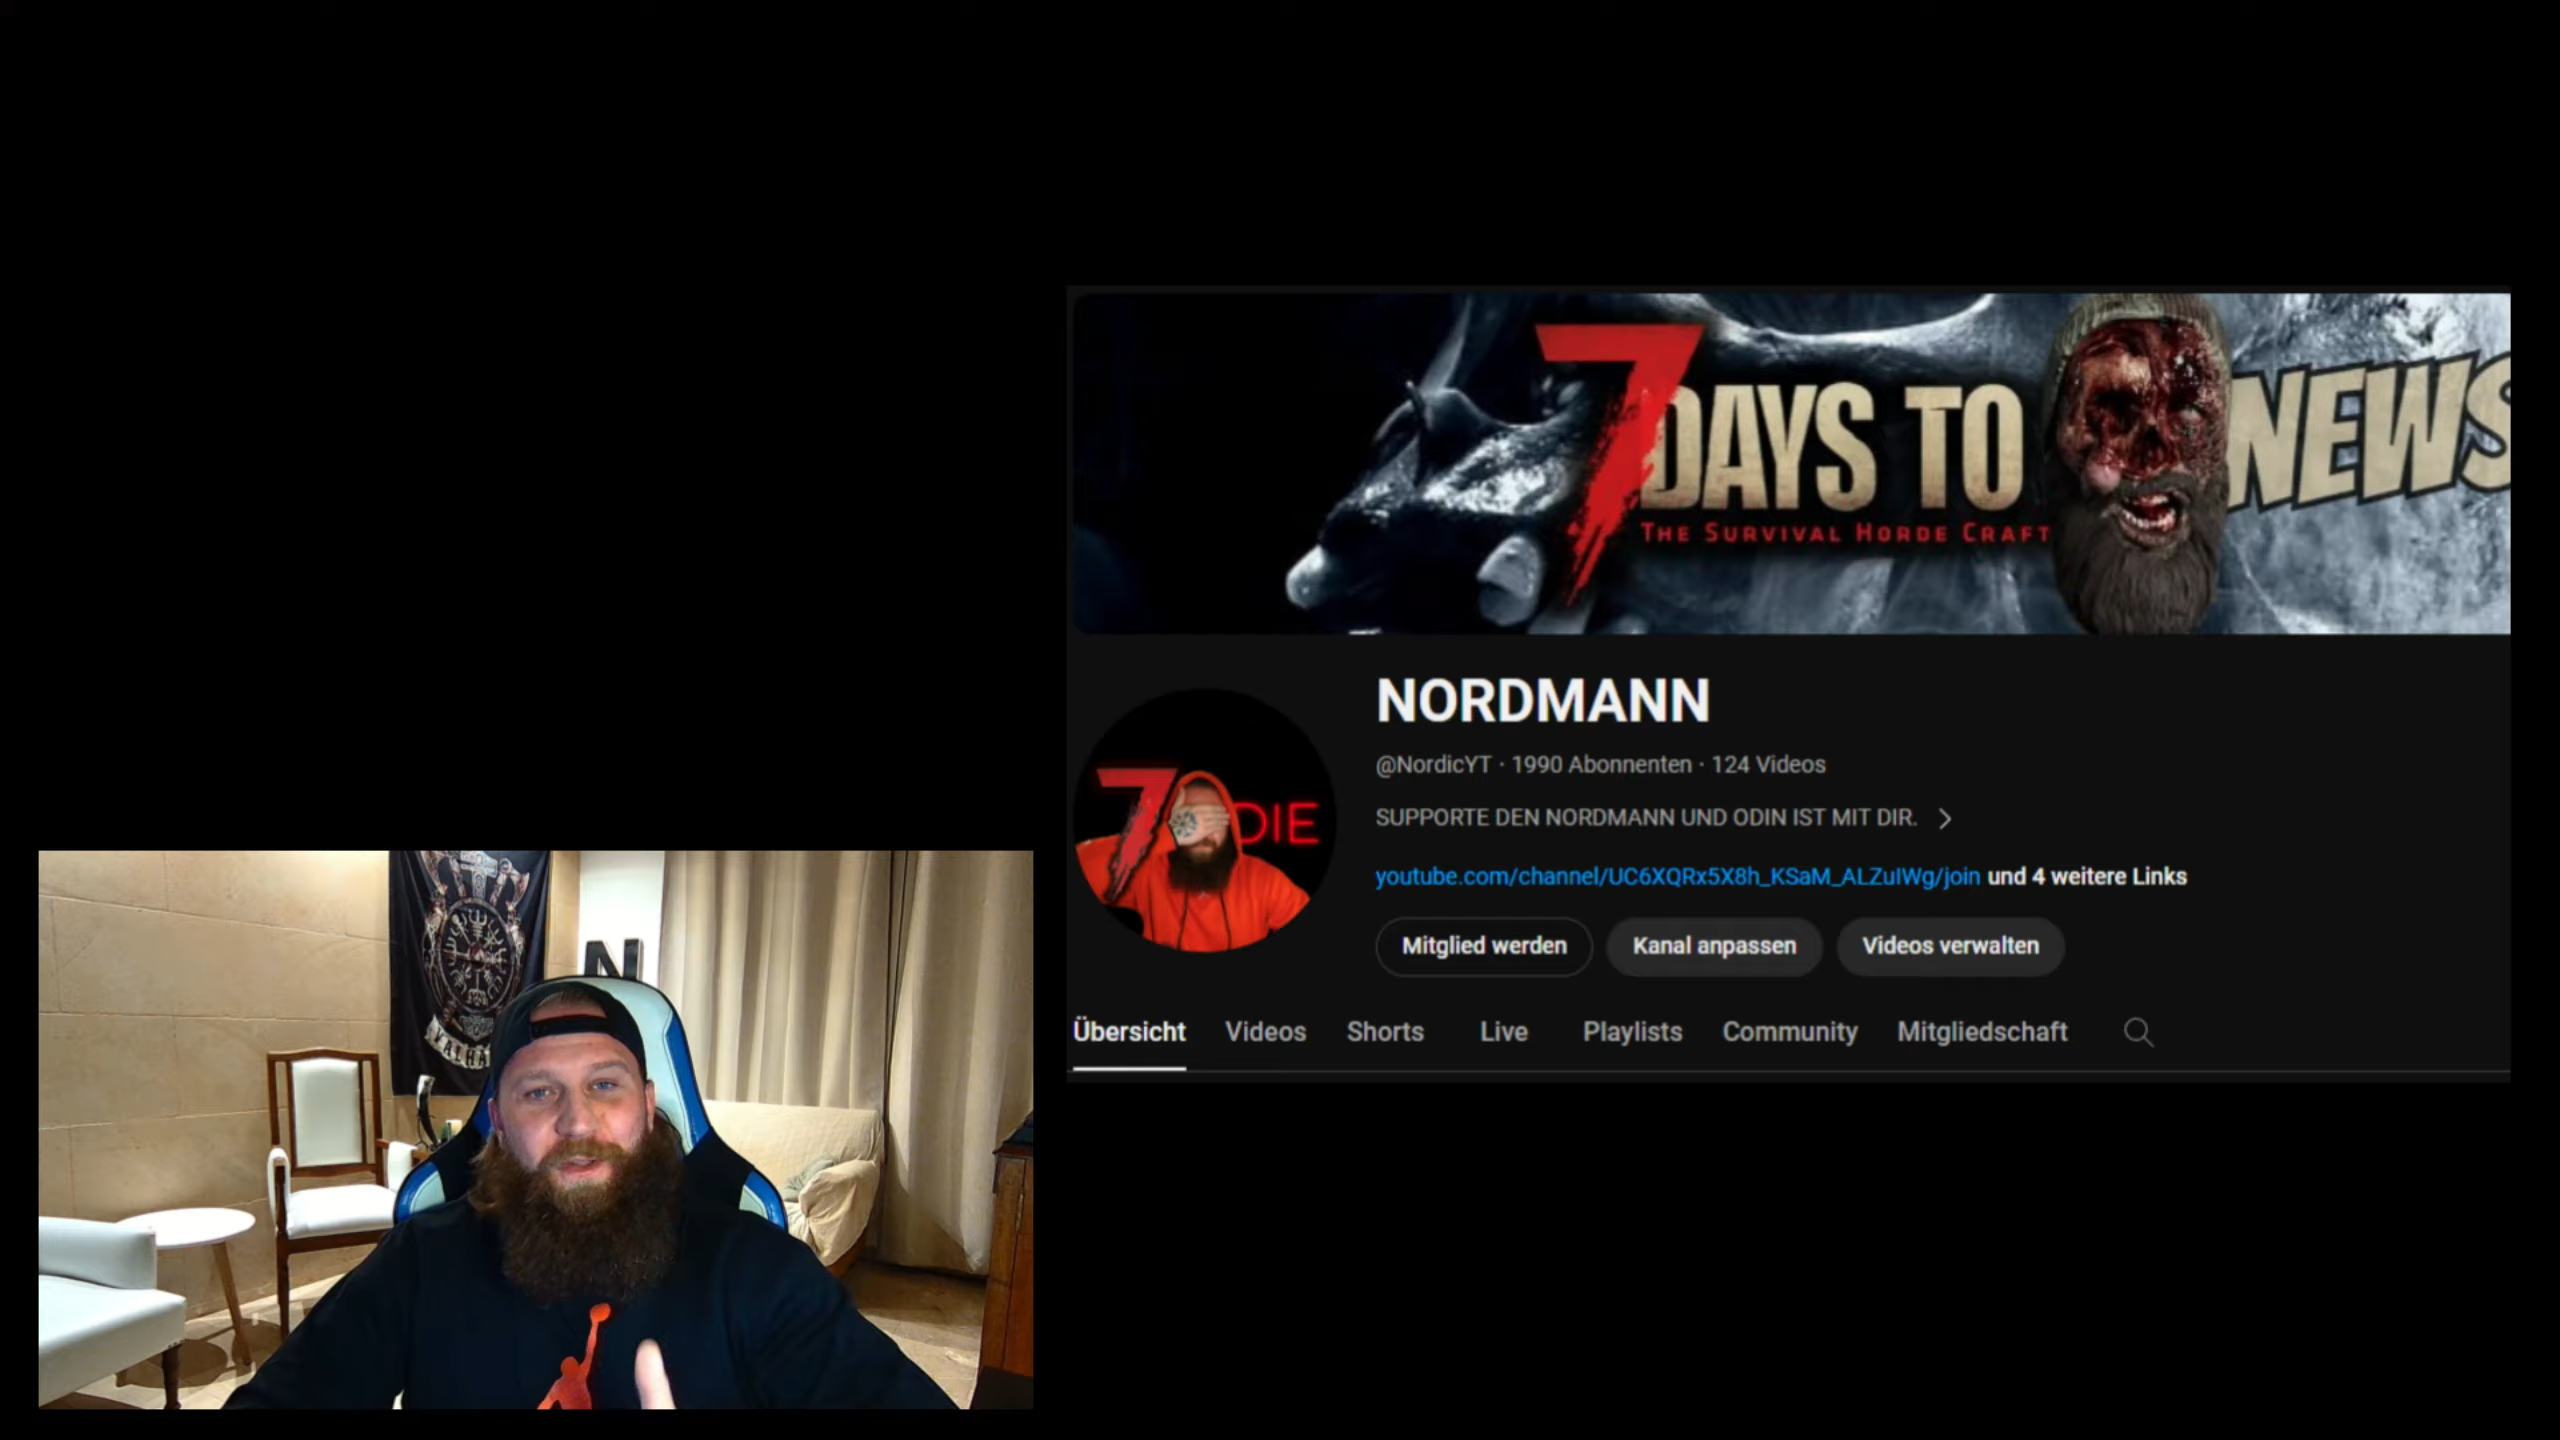 7 DAYS TO NEWS
THE SURVIVAL HORDE CRAFT
NORDMANN
@NordicYT · 1990 Abonnenten · 124 Videos
SUPPORTE DEN NORDMANN UND ODIN IST MIT DIR.
youtube.com/channel/UC6XQRx5X8h_KSaM_ALZuIWg/join und 4 weitere Links
7 DIE
Mitglied werden Kanal anpassen Videos verwalten
Übersicht Videos Shorts Live Playlists Community Mitgliedschaft
N